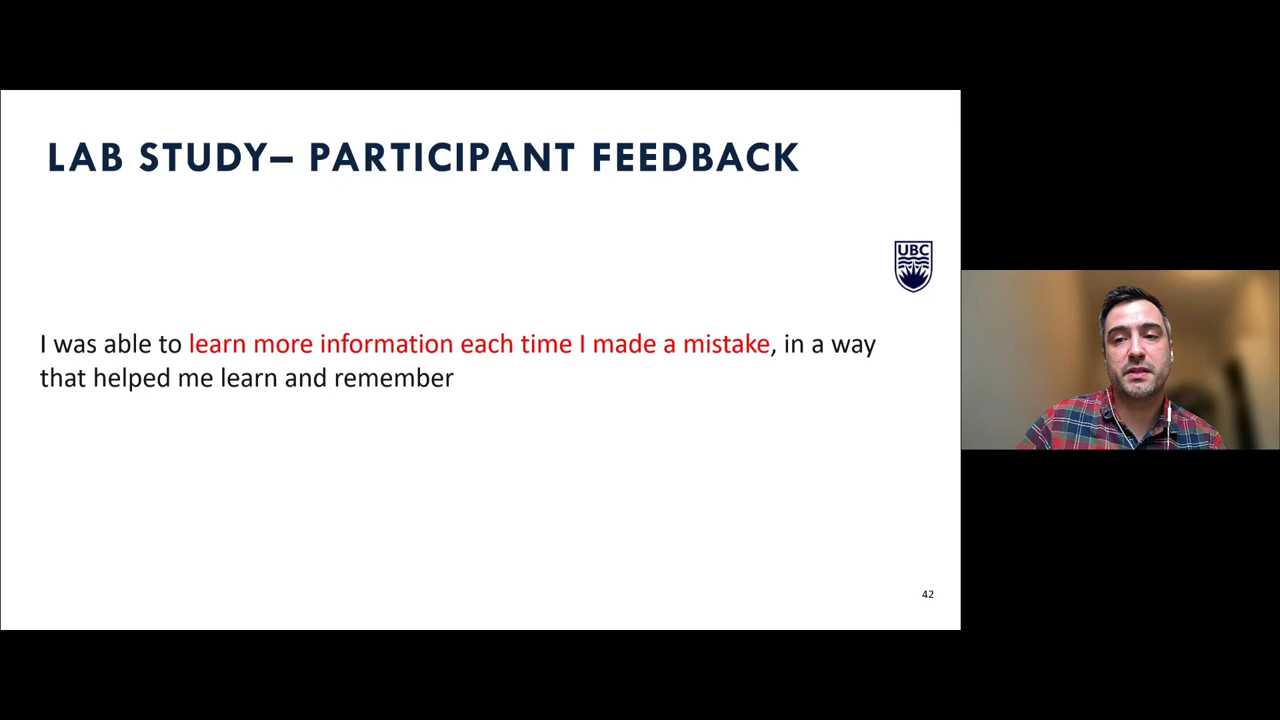 LAB STUDY– PARTICIPANT FEEDBACK
UBC
I was able to learn more information each time I made a mistake, in a way
that helped me learn and remember
42